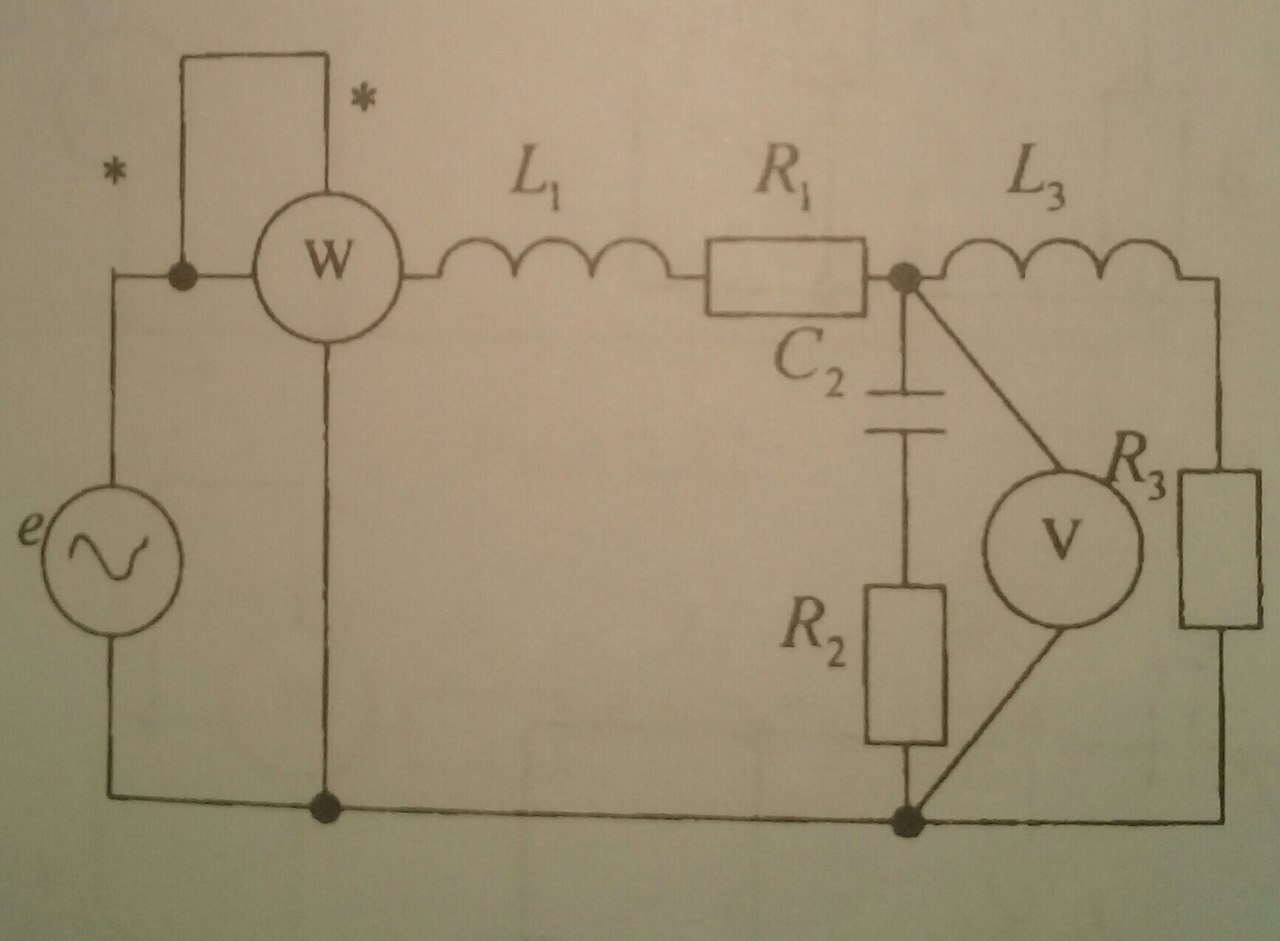 *
*
L₁
R₁
L₃
W
C₂
R₃
e
V
R₂